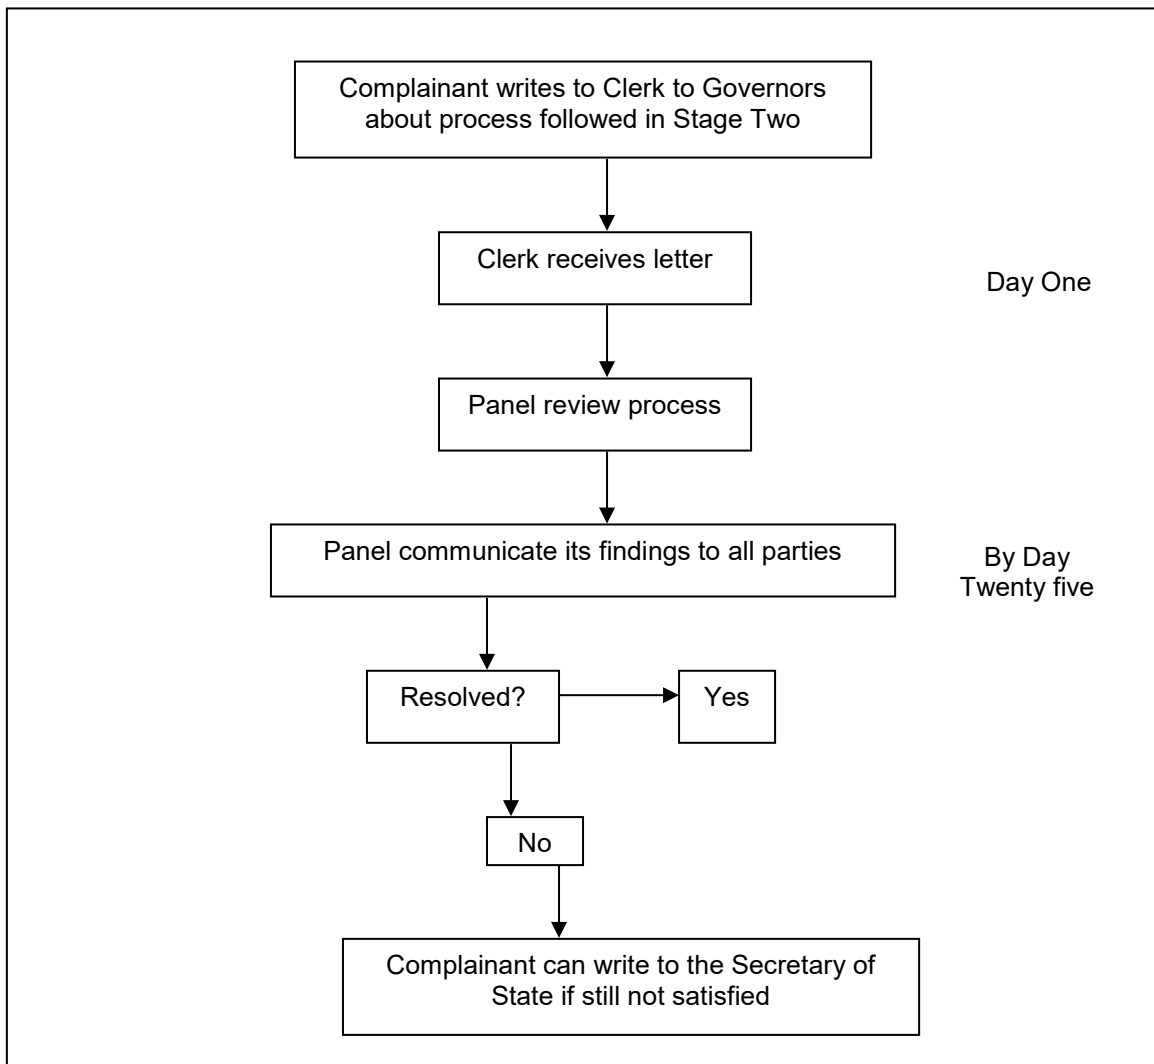 Complainant writes to Clerk to Governors
about process followed in Stage Two
Clerk receives letter
Day One
Panel review process
Panel communicate its findings to all parties
By Day
Twenty five
Resolved?
Yes
No
Complainant can write to the Secretary of
State if still not satisfied